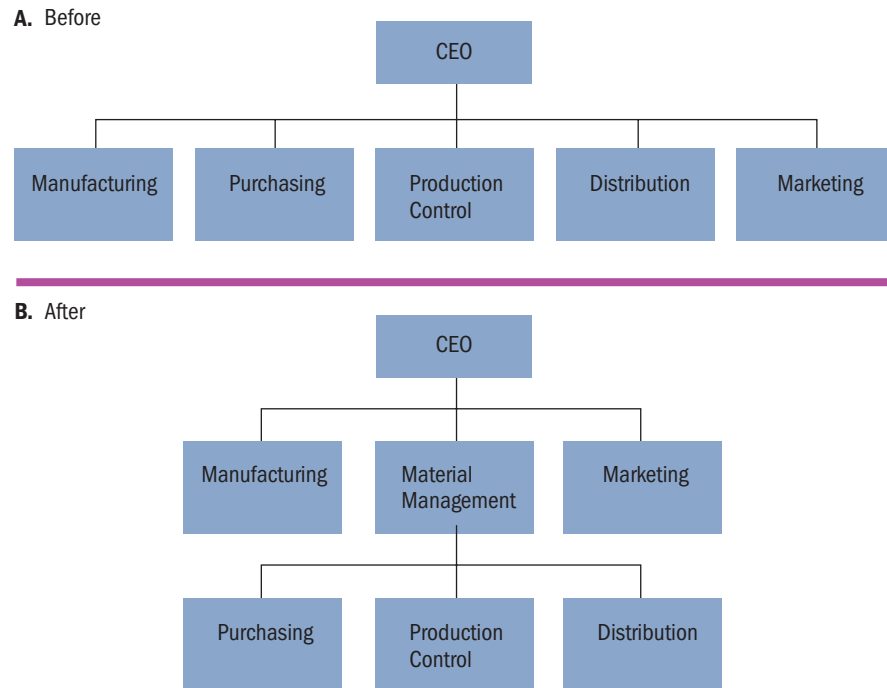 A. Before
CEO
Manufacturing
Purchasing
Production
Control
Distribution
Marketing
B. After
CEO
Manufacturing
Material
Management
Marketing
Purchasing
Production
Control
Distribution